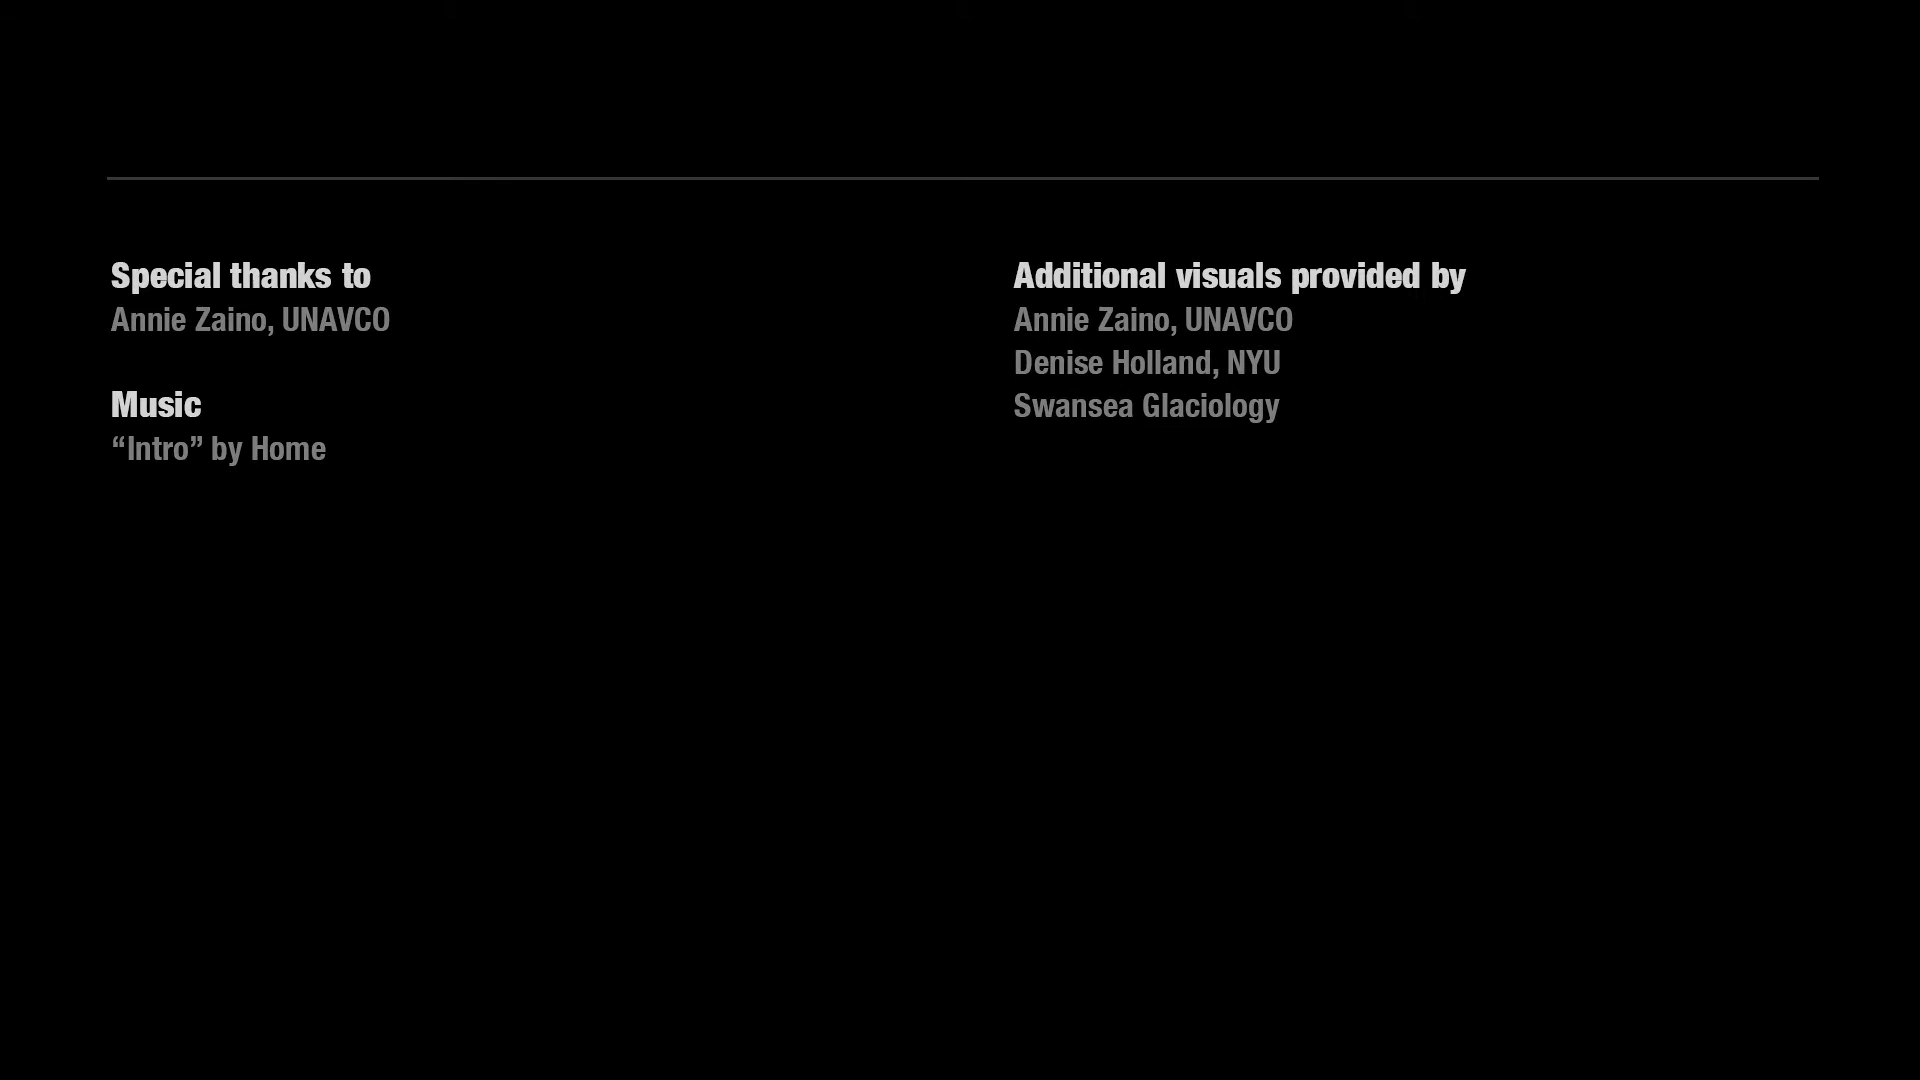 Special thanks to
Annie Zaino, UNAVCO
Music
“Intro” by Home
Additional visuals provided by
Annie Zaino, UNAVCO
Denise Holland, NYU
Swansea Glaciology